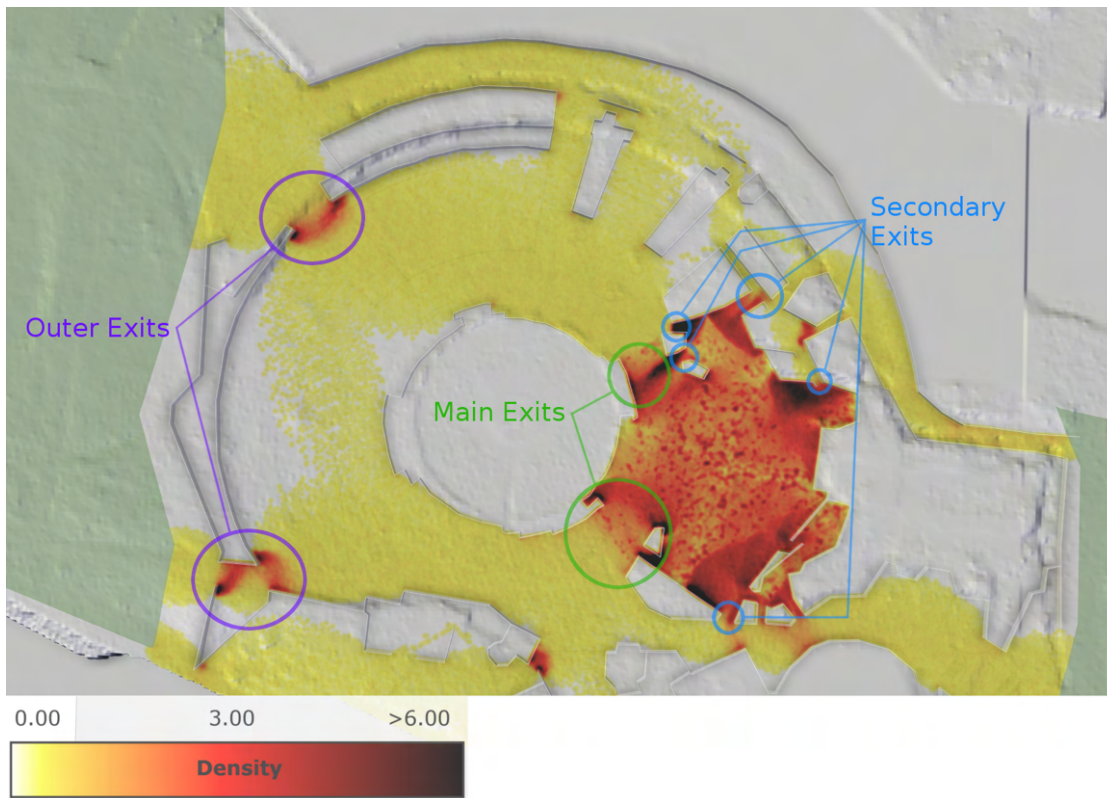 Secondary
Exits
Outer Exits
Main Exits
0.00 3.00 >6.00
Density